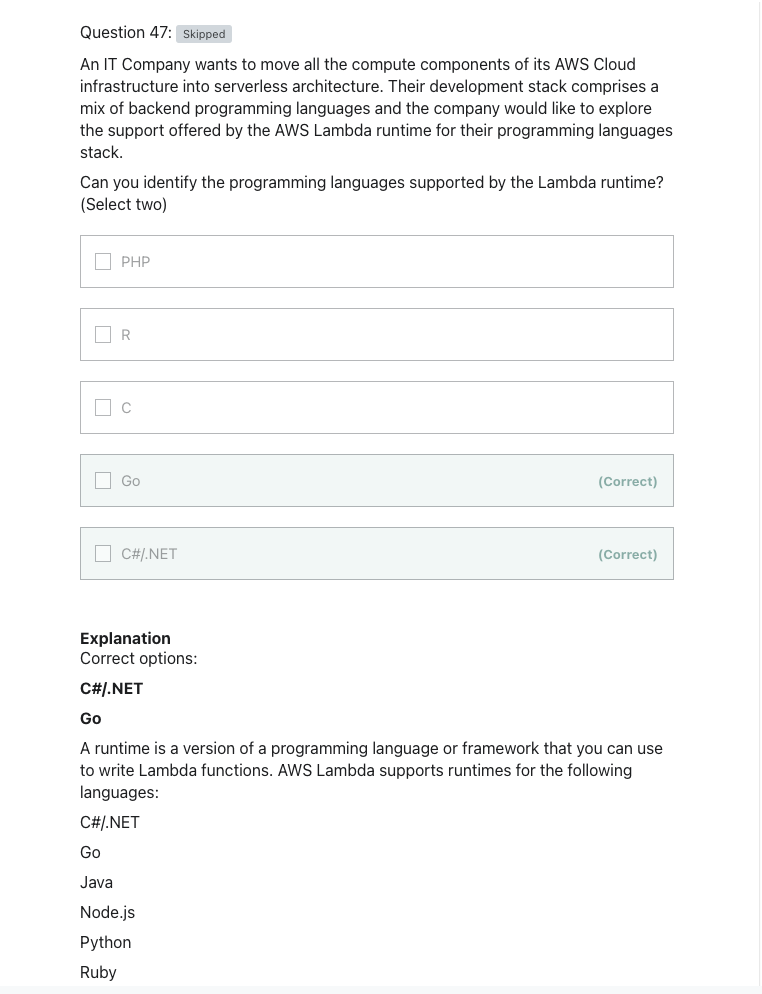 Question 47: Skipped
An IT Company wants to move all the compute components of its AWS Cloud
infrastructure into serverless architecture. Their development stack comprises a
mix of backend programming languages and the company would like to explore
the support offered by the AWS Lambda runtime for their programming languages
stack.
Can you identify the programming languages supported by the Lambda runtime?
(Select two)
PHP
R
C
Go (Correct)
C#/.NET (Correct)
Explanation
Correct options:
C#/.NET
Go
A runtime is a version of a programming language or framework that you can use
to write Lambda functions. AWS Lambda supports runtimes for the following
languages:
C#/.NET
Go
Java
Node.js
Python
Ruby